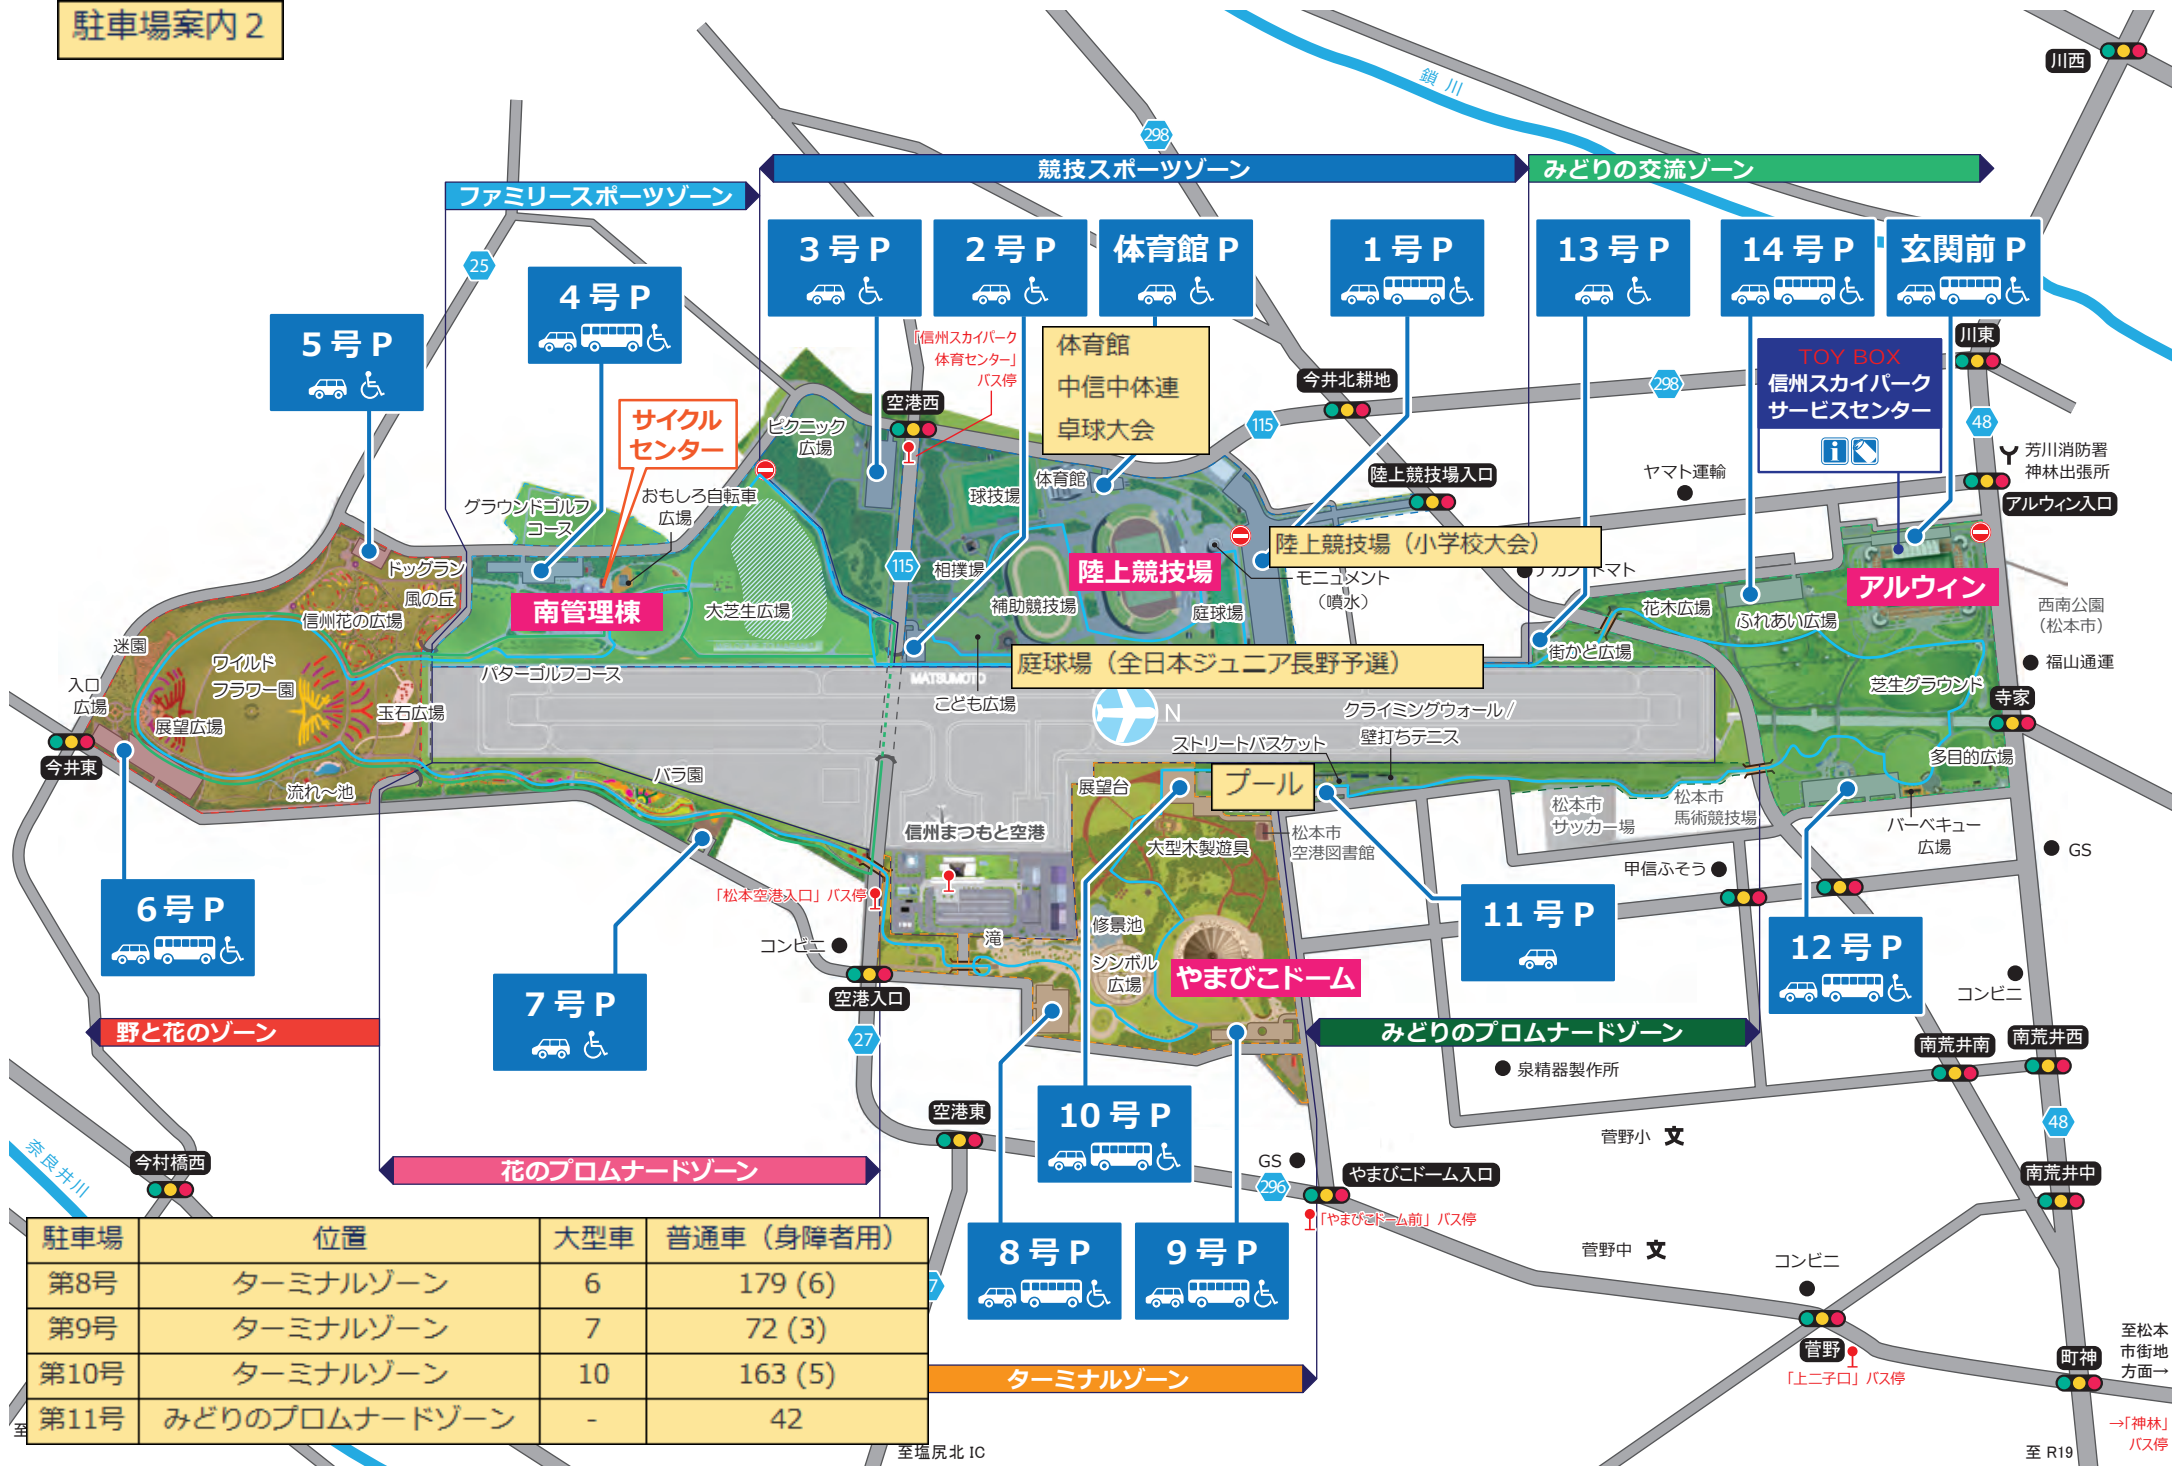 駐車場案内2
川西
鎖川
298
競技スポーツゾーン
みどりの交流ゾーン
ファミリースポーツゾーン
25
3号P
2号P
体育館P
1号P
13号P
14号P
玄関前P
4号P
5号P
「信州スカイパーク
体育センター」
バス停
体育館
中信中体連
卓球大会
川東
TOY BOX
信州スカイパーク
サービスセンター
今井北耕地
298
48
空港西
サイクル
センター
ピクニック
広場
115
芳川消防署
神林出張所
ヤマト運輸
陸上競技場入口
アルウィン入口
体育館
球技場
グラウンドゴルフ
コース
おもしろ自転車
広場
陸上競技場（小学校大会）
115
相撲場
陸上競技場
モニュメント
（噴水）
ドッグラン
風の丘
南管理棟
大芝生広場
補助競技場
庭球場
アルウィン
花木広場
ふれあい広場
西南公園
（松本市）
信州花の広場
迷園
ワイルド
フラワー園
パターゴルフコース
庭球場（全日本ジュニア長野予選）
街かど広場
福山通運
MATSUMOTO
こども広場
N
芝生グラウンド
寺家
入口
広場
展望広場
玉石広場
クライミングウォール/
壁打ちテニス
ストリートバスケット
多目的広場
今井東
流れ～池
バラ園
展望台
プール
松本市
サッカー場
松本市
馬術競技場
信州まつもと空港
大型木製遊具
松本市
空港図書館
バーベキュー
広場
GS
甲信ふそう
「松本空港入口」バス停
6号P
11号P
12号P
コンビニ
滝
修景池
シンボル
広場
やまびこドーム
空港入口
7号P
コンビニ
野と花のゾーン
27
みどりのプロムナードゾーン
南荒井南
南荒井西
泉精器製作所
10号P
空港東
48
菅野小
文
奈良井川
今村橋西
花のプロムナードゾーン
GS
296
やまびこドーム入口
南荒井中
「やまびこドーム前」バス停
8号P
9号P
菅野中
文
コンビニ
駐車場 位置 大型車 普通車（身障者用）
第8号 ターミナルゾーン 6 179 (6)
第9号 ターミナルゾーン 7 72 (3)
第10号 ターミナルゾーン 10 163 (5)
第11号 みどりのプロムナードゾーン - 42
7
ターミナルゾーン
菅野
「上二子口」バス停
町神
至松本
市街地
方面→
→「神林」
バス停
至
至塩尻北 IC
至 R19